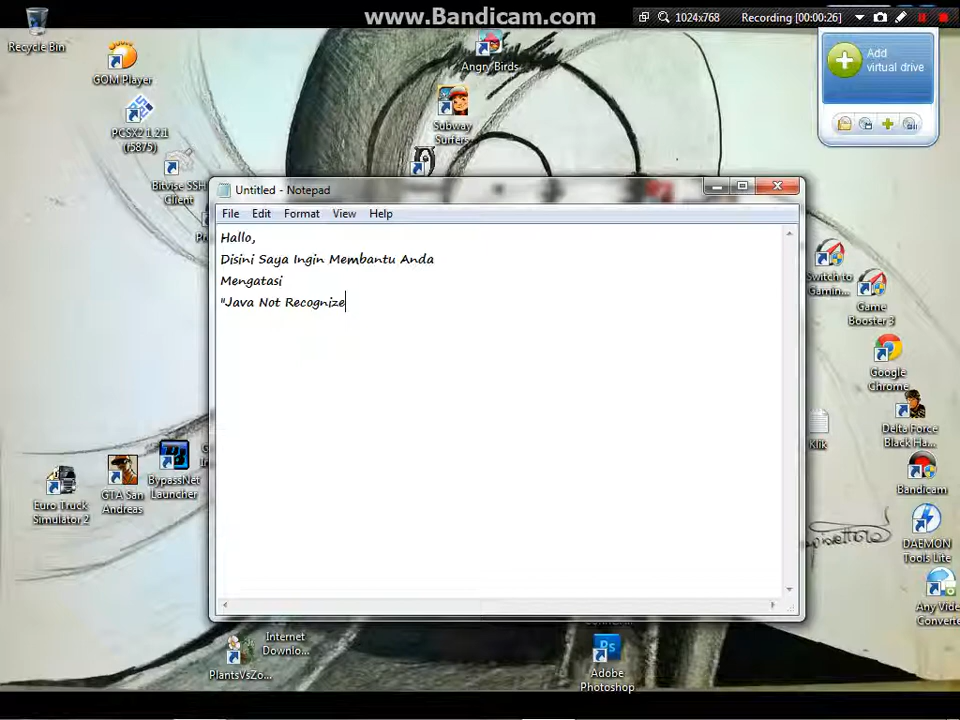 www.Bandicam.com
1024x768
Recording [00:00:26]
Recycle Bin
GOM Player
Angry Birds
Add
virtual drive
PCSX2 1.2.1
(r5875)
Subway
Surfers
Bitvise SSH
Client
Untitled - Notepad
File Edit Format View Help
Hallo,
Disini Saya Ingin Membantu Anda
Mengatasi
"Java Not Recognize
Switch to
Gamin...
Game
Booster 3
Google
Chrome
Delta Force
Black Ha...
Klik
Bandicam
Euro Truck
Simulator 2
GTA San
Andreas
BypassNet
Launcher
DAEMON
Tools Lite
Any Vide
Converte
Internet
Downlo...
PlantsVsZo...
Ps
Adobe
Photoshop